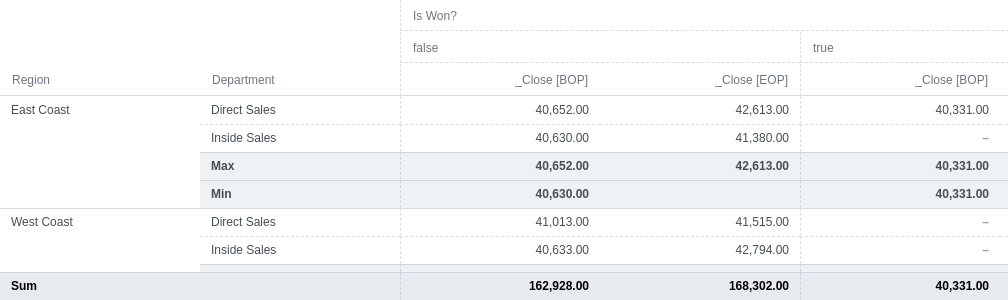 Is Won?
false true
Region Department _Close [BOP] _Close [EOP] _Close [BOP]
East Coast Direct Sales 40,652.00 42,613.00 40,331.00
Inside Sales 40,630.00 41,380.00 –
Max 40,652.00 42,613.00 40,331.00
Min 40,630.00 40,331.00
West Coast Direct Sales 41,013.00 41,515.00 –
Inside Sales 40,633.00 42,794.00 –
Sum 162,928.00 168,302.00 40,331.00